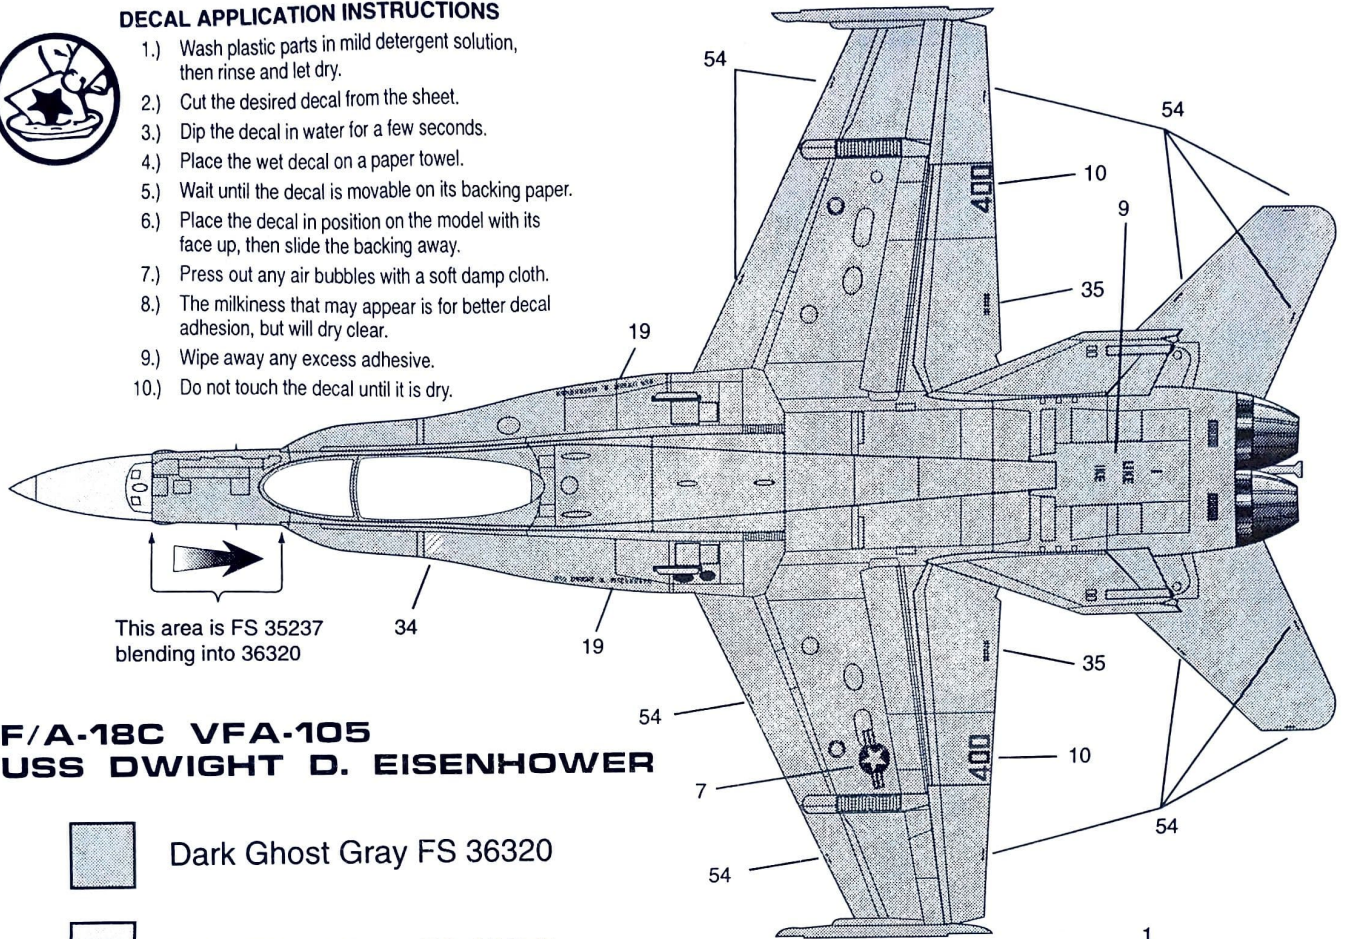 DECAL APPLICATION INSTRUCTIONS
1.) Wash plastic parts in mild detergent solution,
then rinse and let dry.
2.) Cut the desired decal from the sheet.
3.) Dip the decal in water for a few seconds.
4.) Place the wet decal on a paper towel.
5.) Wait until the decal is movable on its backing paper.
6.) Place the decal in position on the model with its
face up, then slide the backing away.
7.) Press out any air bubbles with a soft damp cloth.
8.) The milkiness that may appear is for better decal
adhesion, but will dry clear.
9.) Wipe away any excess adhesive.
10.) Do not touch the decal until it is dry.
54
54
10
400
9
35
19
I
LIKE
IKE
This area is FS 35237
blending into 36320
34
19
35
54
400
10
7
54
54
F/A-18C VFA-105
USS DWIGHT D. EISENHOWER
Dark Ghost Gray FS 36320
1